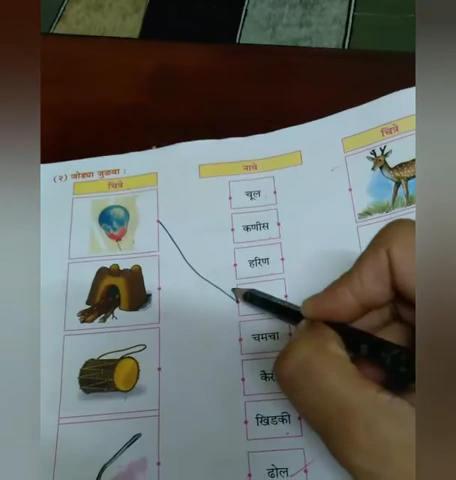 (२) जोड्या जुळवा :
चित्रे
नावे
चित्रे
चूल
कणीस
हरिण
चमचा
खिडकी
ढोल